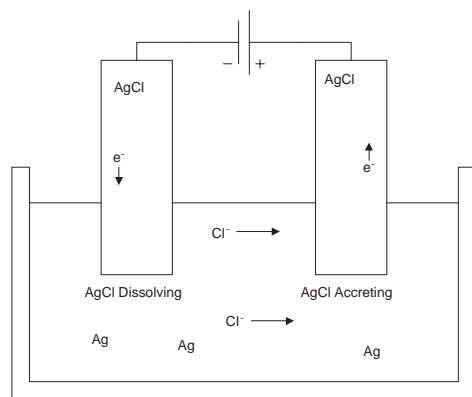 − +
AgCl AgCl
e⁻ e⁻
Cl⁻
AgCl Dissolving AgCl Accreting
Cl⁻
Ag Ag Ag